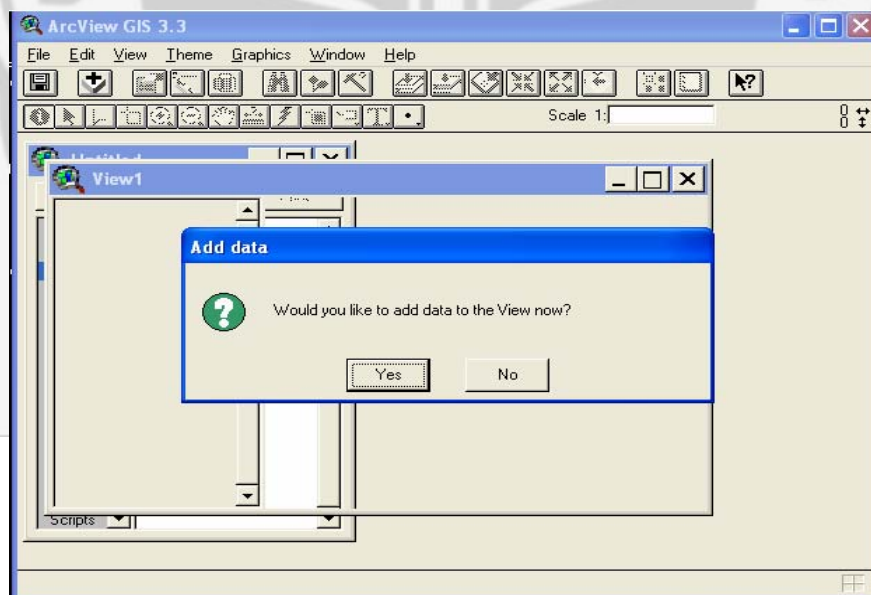 ArcView GIS 3.3
File Edit View Theme Graphics Window Help
Scale 1:
Untitled
View1
Add data
Would you like to add data to the View now?
Yes No
Scripts